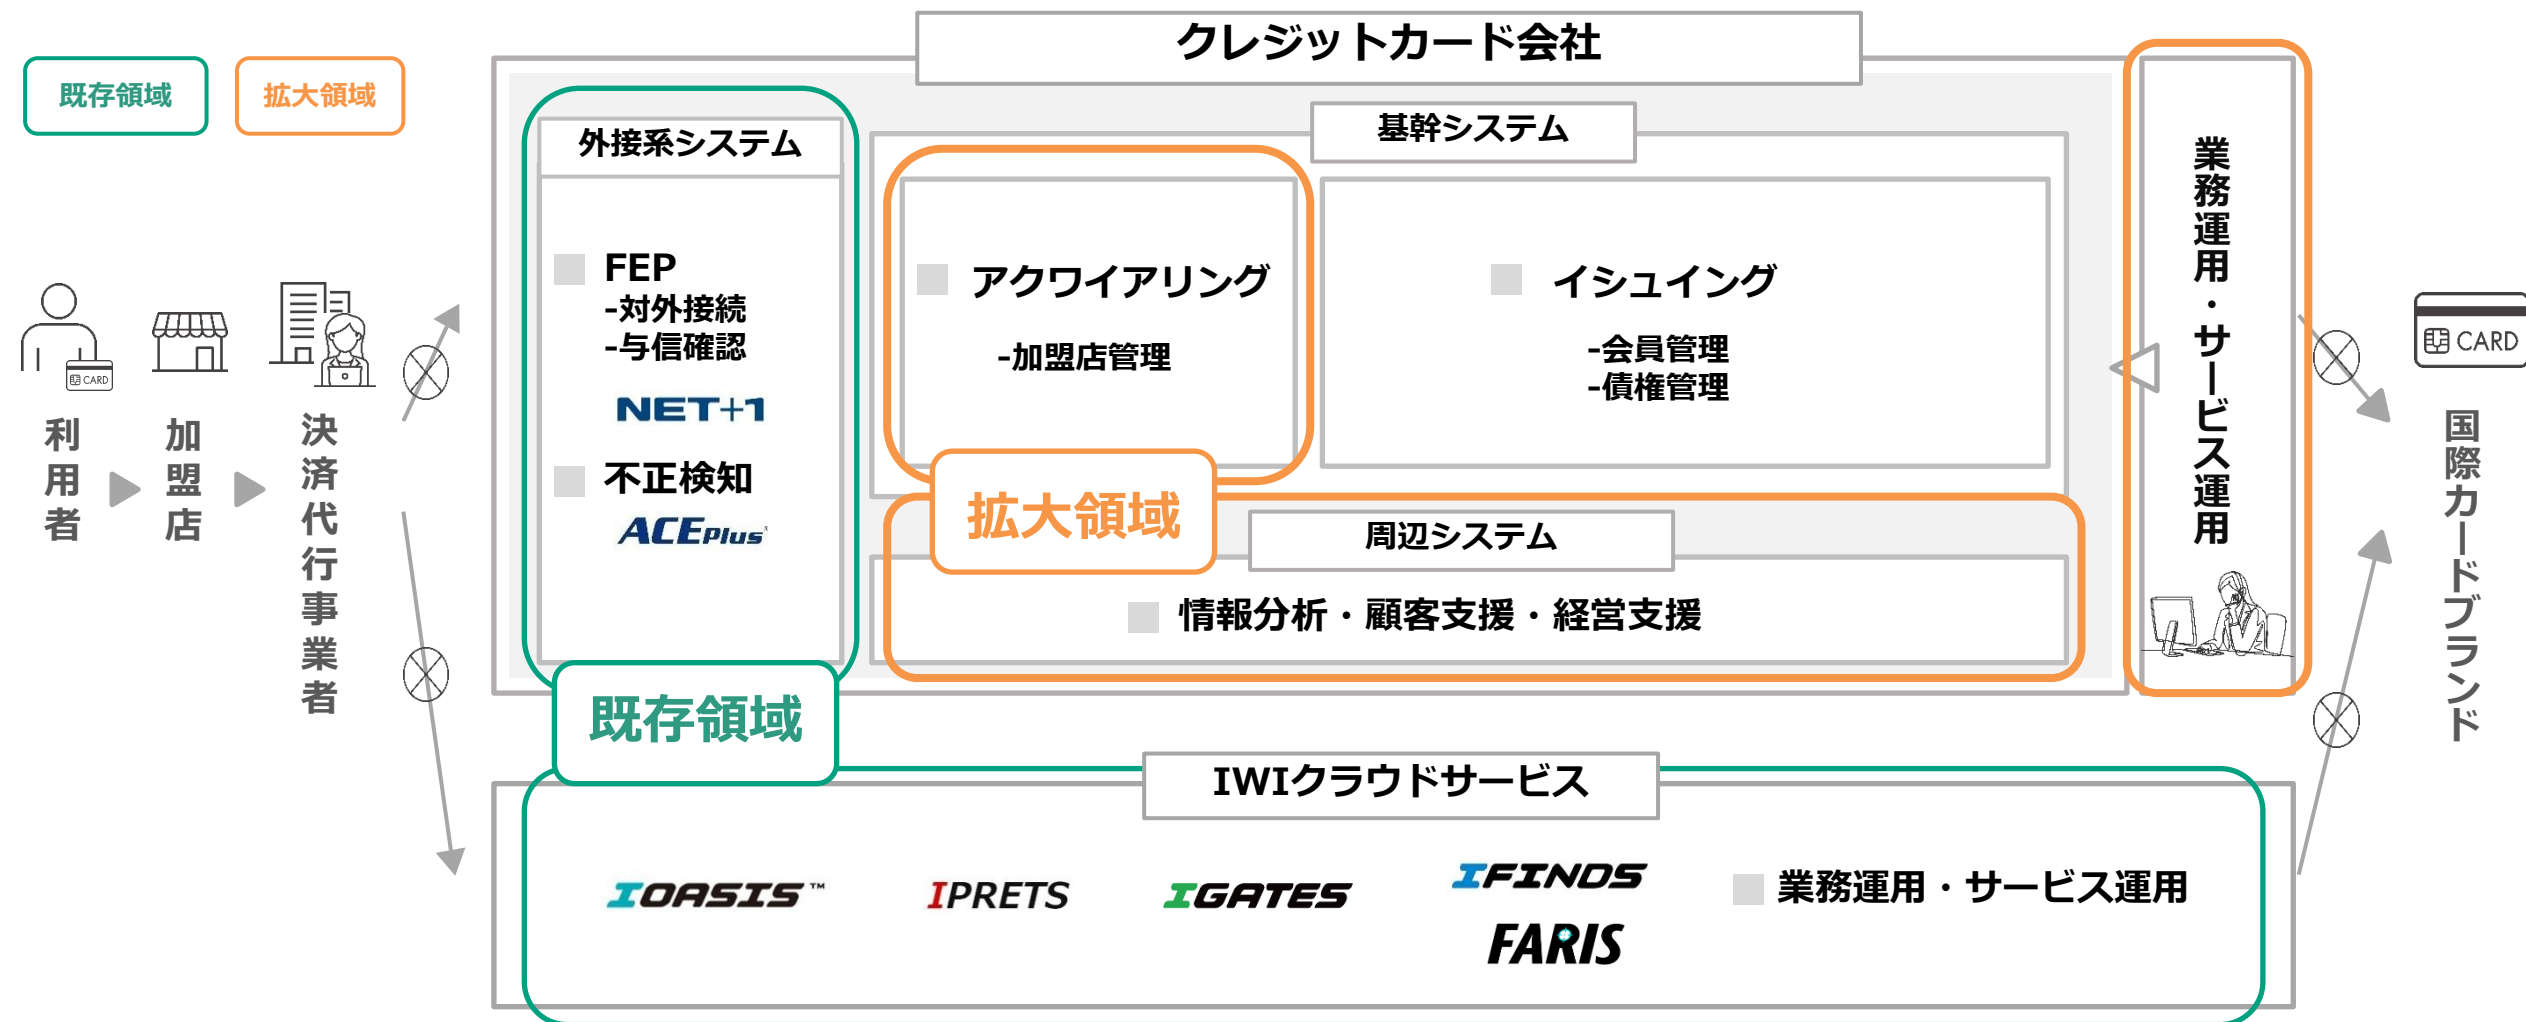 クレジットカード会社
既存領域
拡大領域
外接系システム
基幹システム
FEP
-対外接続
-与信確認
NET+1
不正検知
ACEPlus
アクワイアリング
-加盟店管理
イシュイング
-会員管理
-債権管理
拡大領域
周辺システム
情報分析・顧客支援・経営支援
業務運用・サービス運用
CARD
利用者
加盟店
決済代行事業者
CARD
国際カードブランド
既存領域
IWIクラウドサービス
IOASIS™
IPRETS
IGATES
IFINDS
FARIS
業務運用・サービス運用